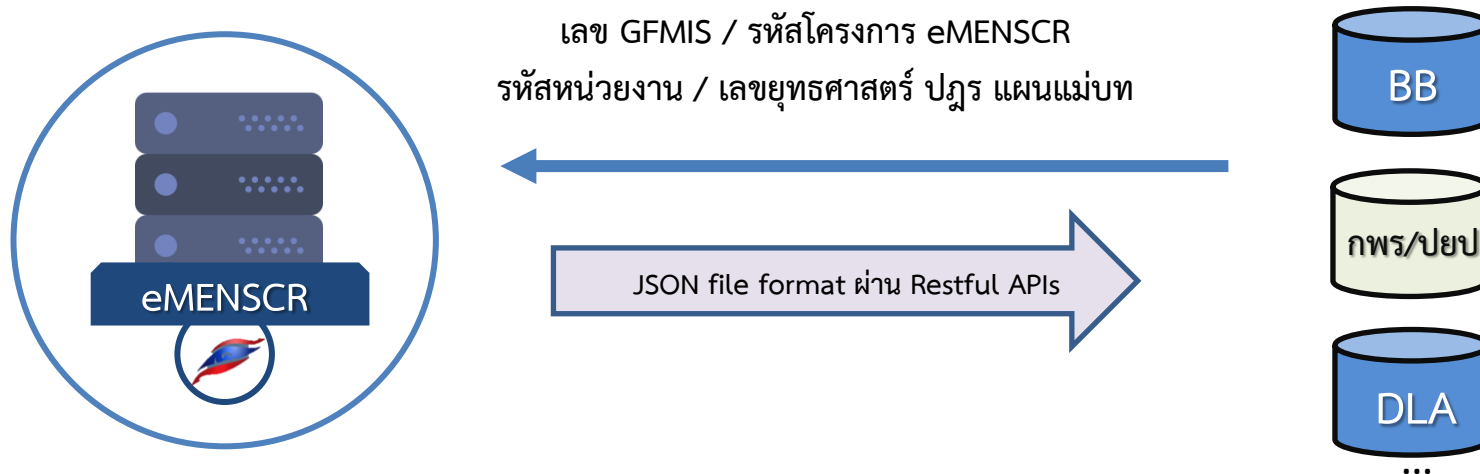 เลข GFMIS / รหัสโครงการ eMENSCR
รหัสหน่วยงาน / เลขยุทธศาสตร์ ปฎร แผนแม่บท
BB
กพร/ปยป
JSON file format ผ่าน Restful APIs
eMENSCR
DLA
...